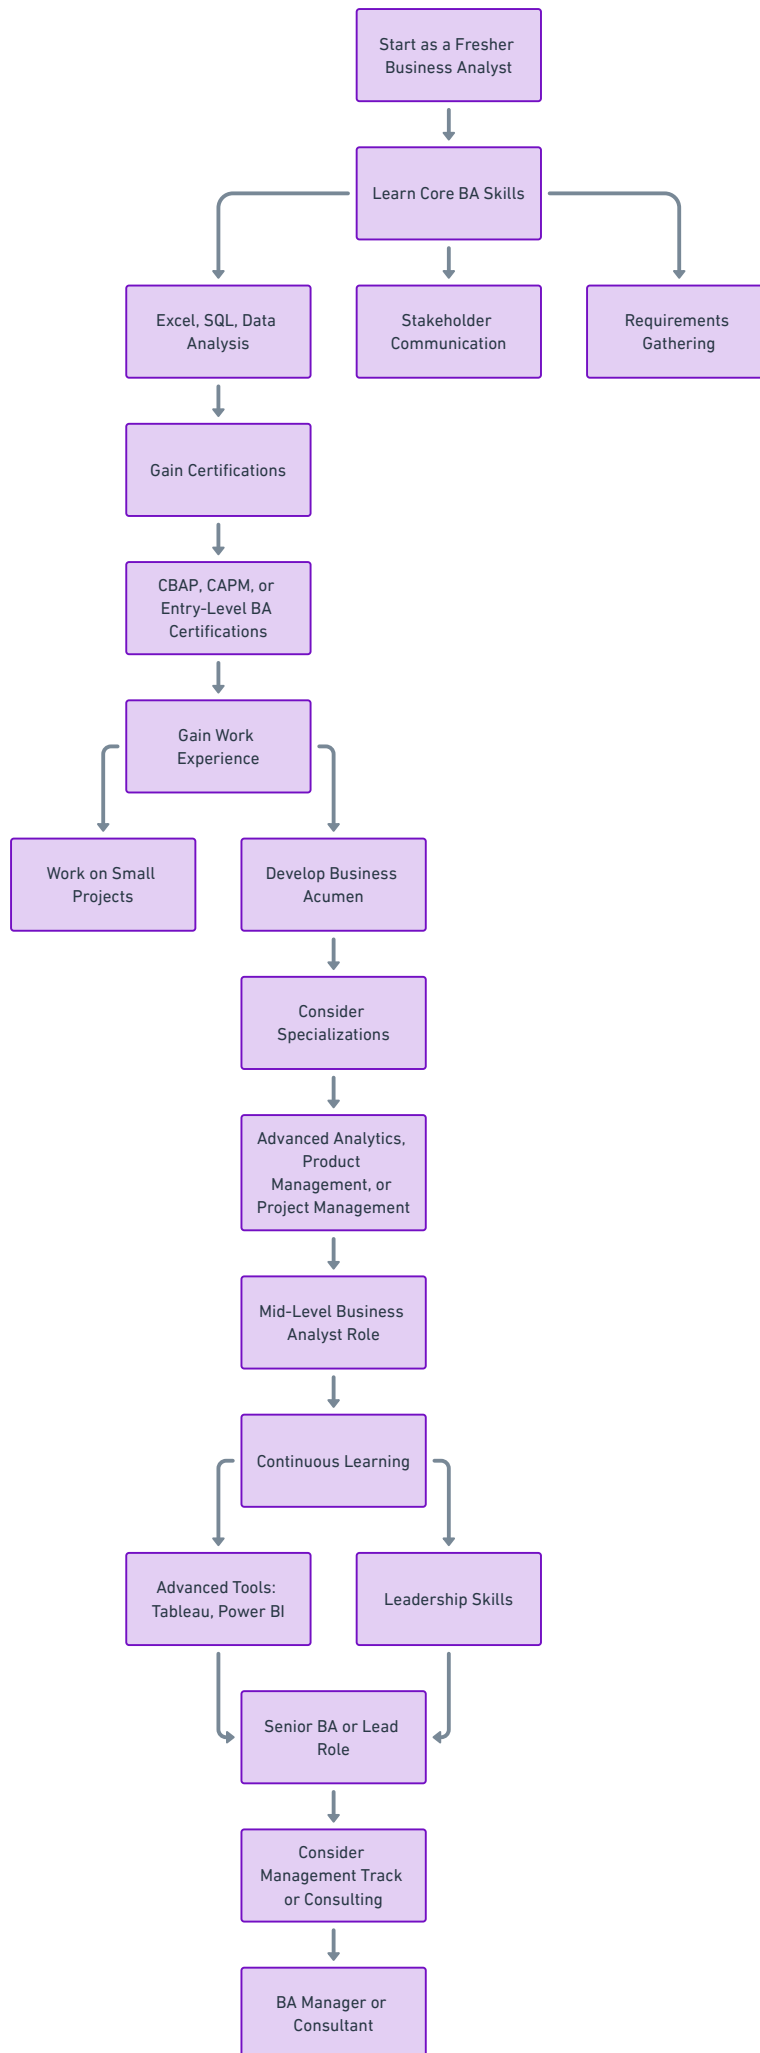 Start as a Fresher
Business Analyst
Learn Core BA Skills
Excel, SQL, Data
Analysis
Stakeholder
Communication
Requirements
Gathering
Gain Certifications
CBAP, CAPM, or
Entry-Level BA
Certifications
Gain Work
Experience
Work on Small
Projects
Develop Business
Acumen
Consider
Specializations
Advanced Analytics,
Product
Management, or
Project Management
Mid-Level Business
Analyst Role
Continuous Learning
Advanced Tools:
Tableau, Power BI
Leadership Skills
Senior BA or Lead
Role
Consider
Management Track
or Consulting
BA Manager or
Consultant